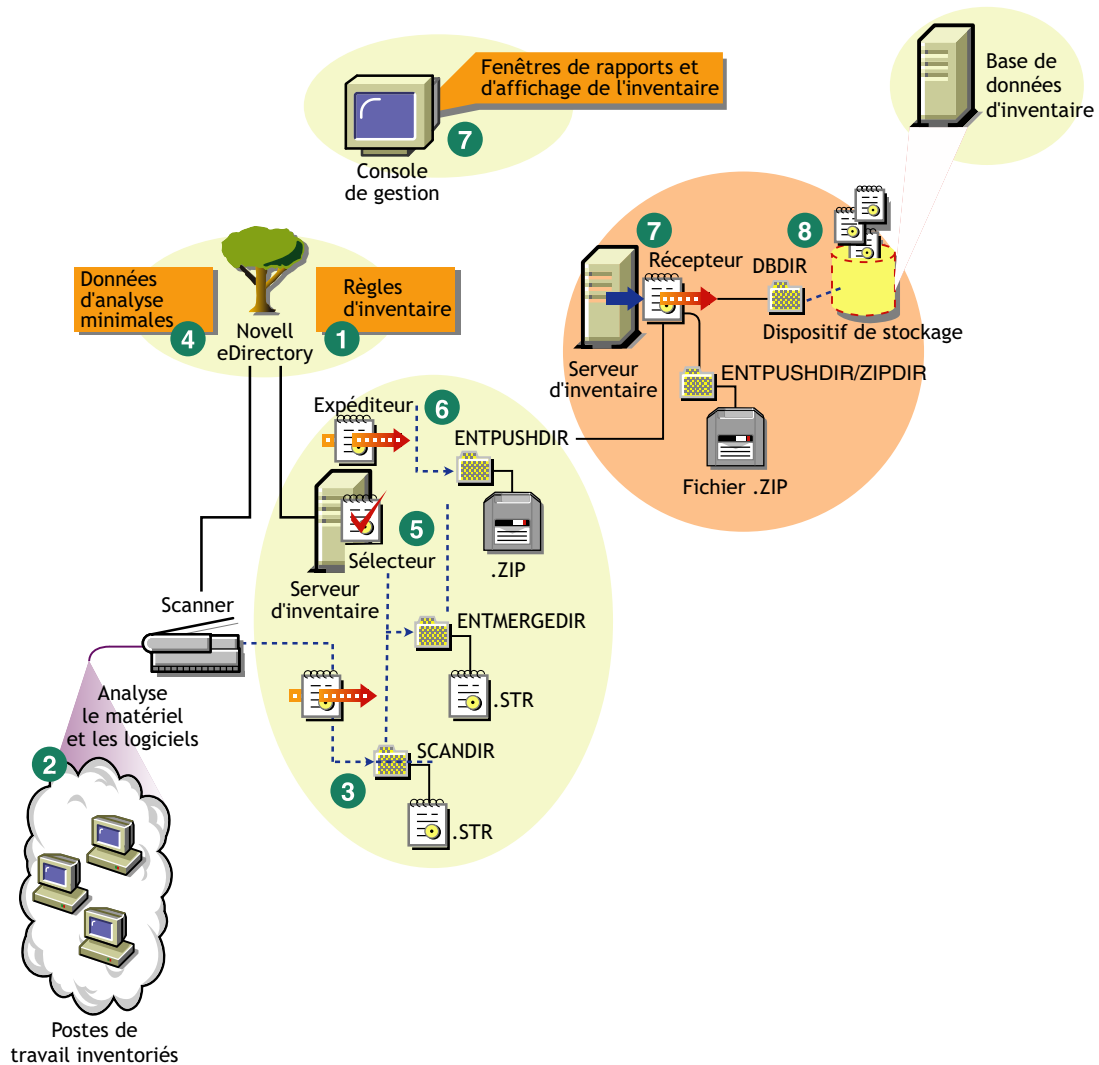 Fenêtres de rapports et
d'affichage de l'inventaire
7
Console
de gestion
Base de
données
d'inventaire
Données
d'analyse
minimales
4
Novell
eDirectory
Règles
d'inventaire
1
7
Récepteur
8
DBDIR
Dispositif de stockage
Serveur
d'inventaire
ENTPUSHDIR/ZIPDIR
Fichier .ZIP
Expéditeur
6
ENTPUSHDIR
5
Sélecteur
.ZIP
Serveur
d'inventaire
ENTMERGEDIR
.STR
Scanner
Analyse
le matériel
et les logiciels
2
SCANDIR
3
.STR
Postes de
travail inventoriés